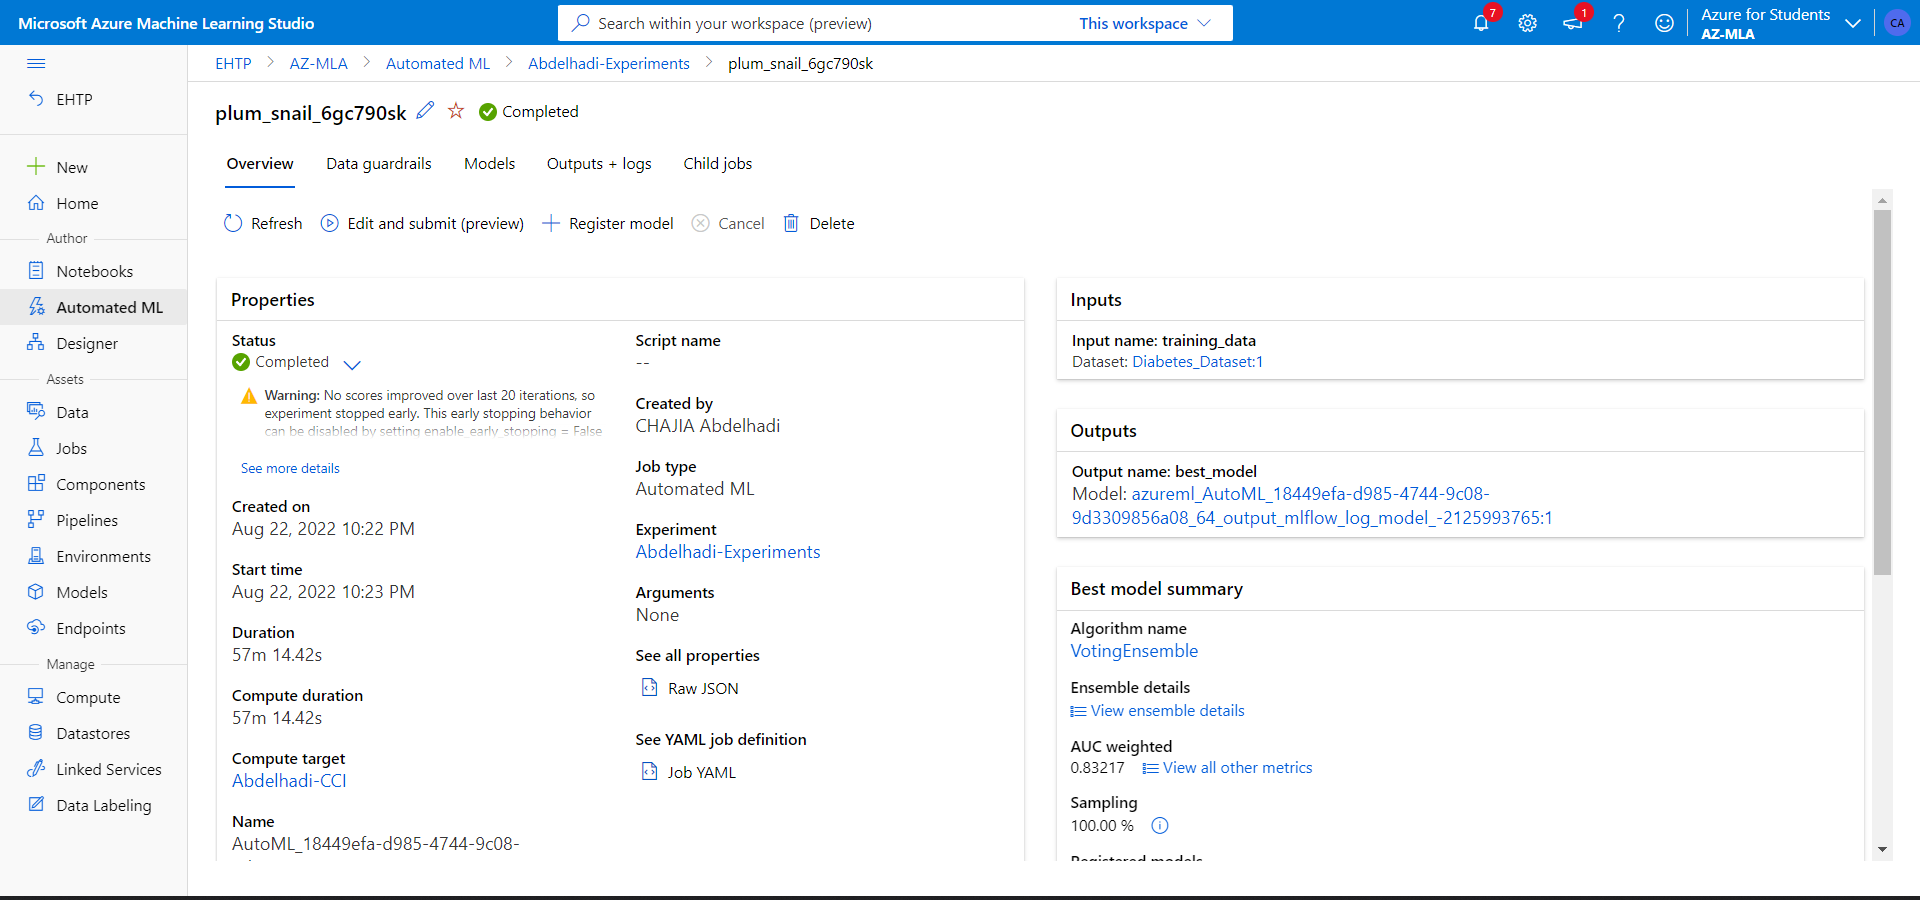 Microsoft Azure Machine Learning Studio
Search within your workspace (preview)
This workspace
7
1
Azure for Students
AZ-MLA
CA
EHTP
EHTP > AZ-MLA > Automated ML > Abdelhadi-Experiments > plum_snail_6gc790sk
plum_snail_6gc790sk
Completed
Overview
Data guardrails
Models
Outputs + logs
Child jobs
Refresh
Edit and submit (preview)
Register model
Cancel
Delete
New
Home
Author
Notebooks
Automated ML
Designer
Assets
Data
Jobs
Components
Pipelines
Environments
Models
Endpoints
Manage
Compute
Datastores
Linked Services
Data Labeling
Properties
Status
Completed
Warning: No scores improved over last 20 iterations, so
experiment stopped early. This early stopping behavior
can be disabled by setting enable_early_stopping = False
See more details
Created on
Aug 22, 2022 10:22 PM
Start time
Aug 22, 2022 10:23 PM
Duration
57m 14.42s
Compute duration
57m 14.42s
Compute target
Abdelhadi-CCI
Name
AutoML_18449efa-d985-4744-9c08-
Script name
--
Created by
CHAJIA Abdelhadi
Job type
Automated ML
Experiment
Abdelhadi-Experiments
Arguments
None
See all properties
Raw JSON
See YAML job definition
Job YAML
Inputs
Input name: training_data
Dataset: Diabetes_Dataset:1
Outputs
Output name: best_model
Model: azureml_AutoML_18449efa-d985-4744-9c08-
9d3309856a08_64_output_mlflow_log_model_-2125993765:1
Best model summary
Algorithm name
VotingEnsemble
Ensemble details
View ensemble details
AUC weighted
0.83217
View all other metrics
Sampling
100.00 %
Registered models